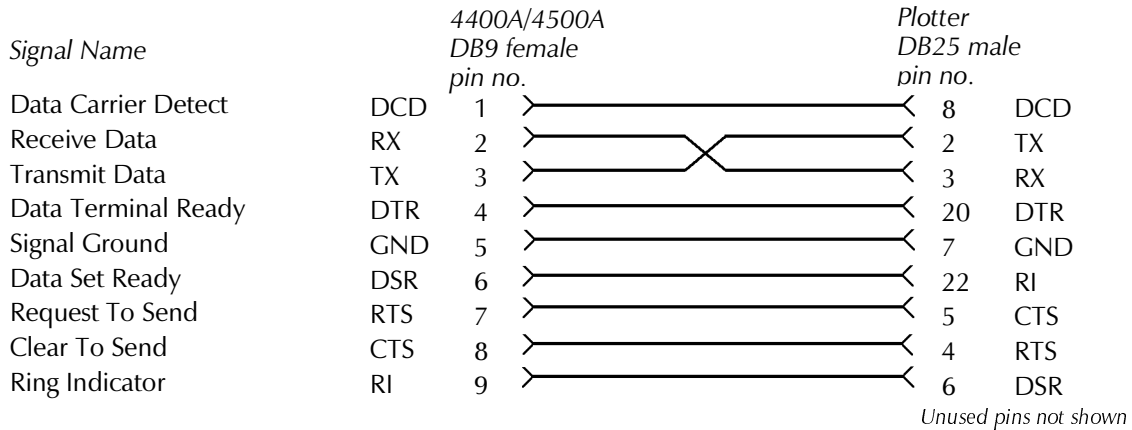 4400A/4500A Plotter
Signal Name DB9 female DB25 male
pin no. pin no.
Data Carrier Detect DCD 1 8 DCD
Receive Data RX 2 2 TX
Transmit Data TX 3 3 RX
Data Terminal Ready DTR 4 20 DTR
Signal Ground GND 5 7 GND
Data Set Ready DSR 6 22 RI
Request To Send RTS 7 5 CTS
Clear To Send CTS 8 4 RTS
Ring Indicator RI 9 6 DSR
Unused pins not shown